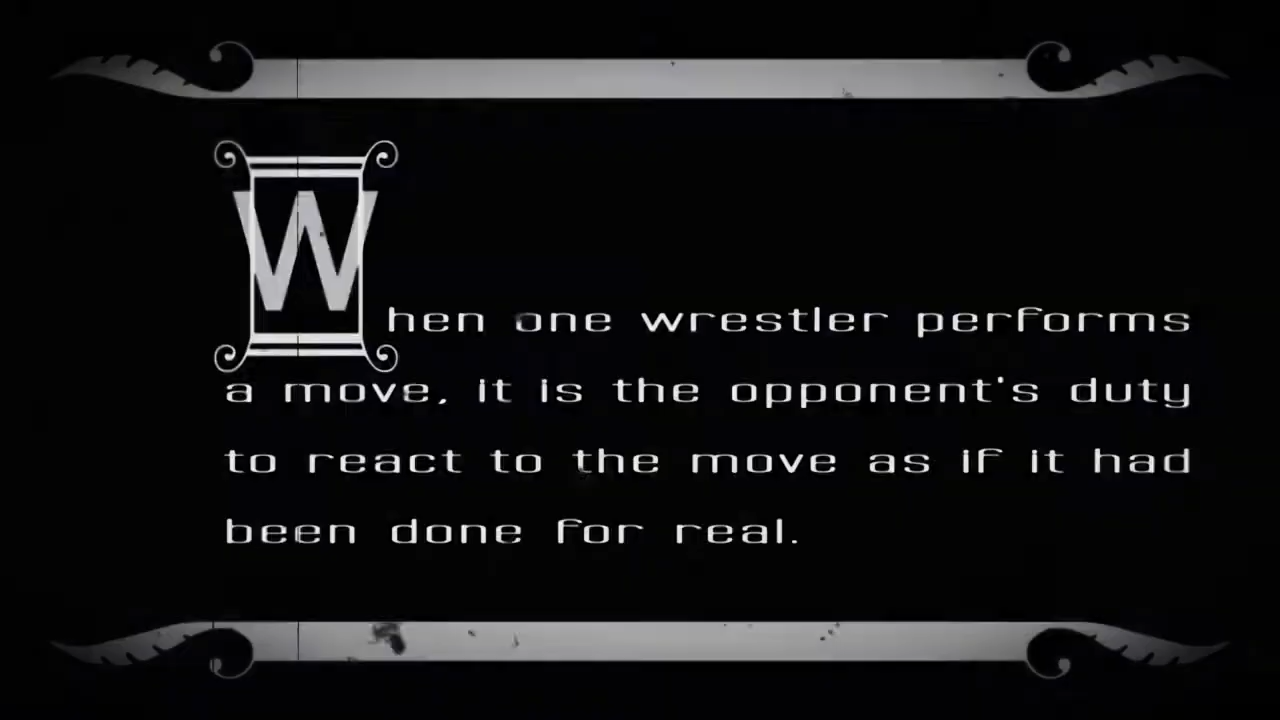 When one wrestler performs
a move, it is the opponent's duty
to react to the move as if it had
been done for real.